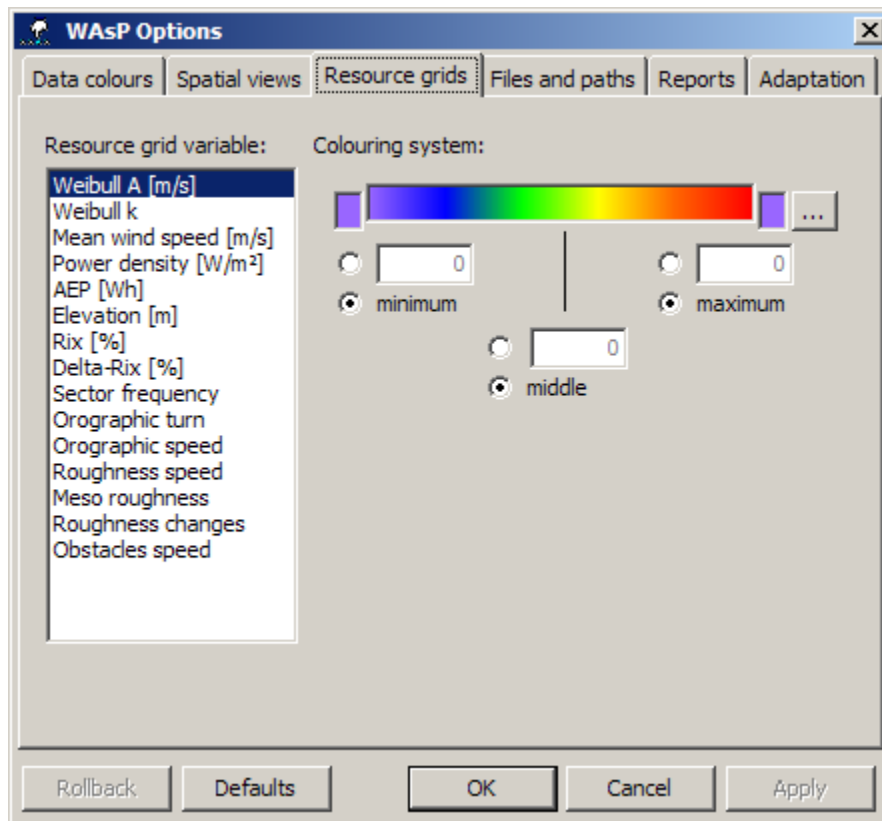 WAsP Options
Data colours Spatial views Resource grids Files and paths Reports Adaptation
Resource grid variable: Colouring system:
Weibull A [m/s]
Weibull k
Mean wind speed [m/s]
Power density [W/m²]
AEP [Wh]
Elevation [m]
Rix [%]
Delta-Rix [%]
Sector frequency
Orographic turn
Orographic speed
Roughness speed
Meso roughness
Roughness changes
Obstacles speed
...
0 0
minimum maximum
0
middle
Rollback Defaults OK Cancel Apply